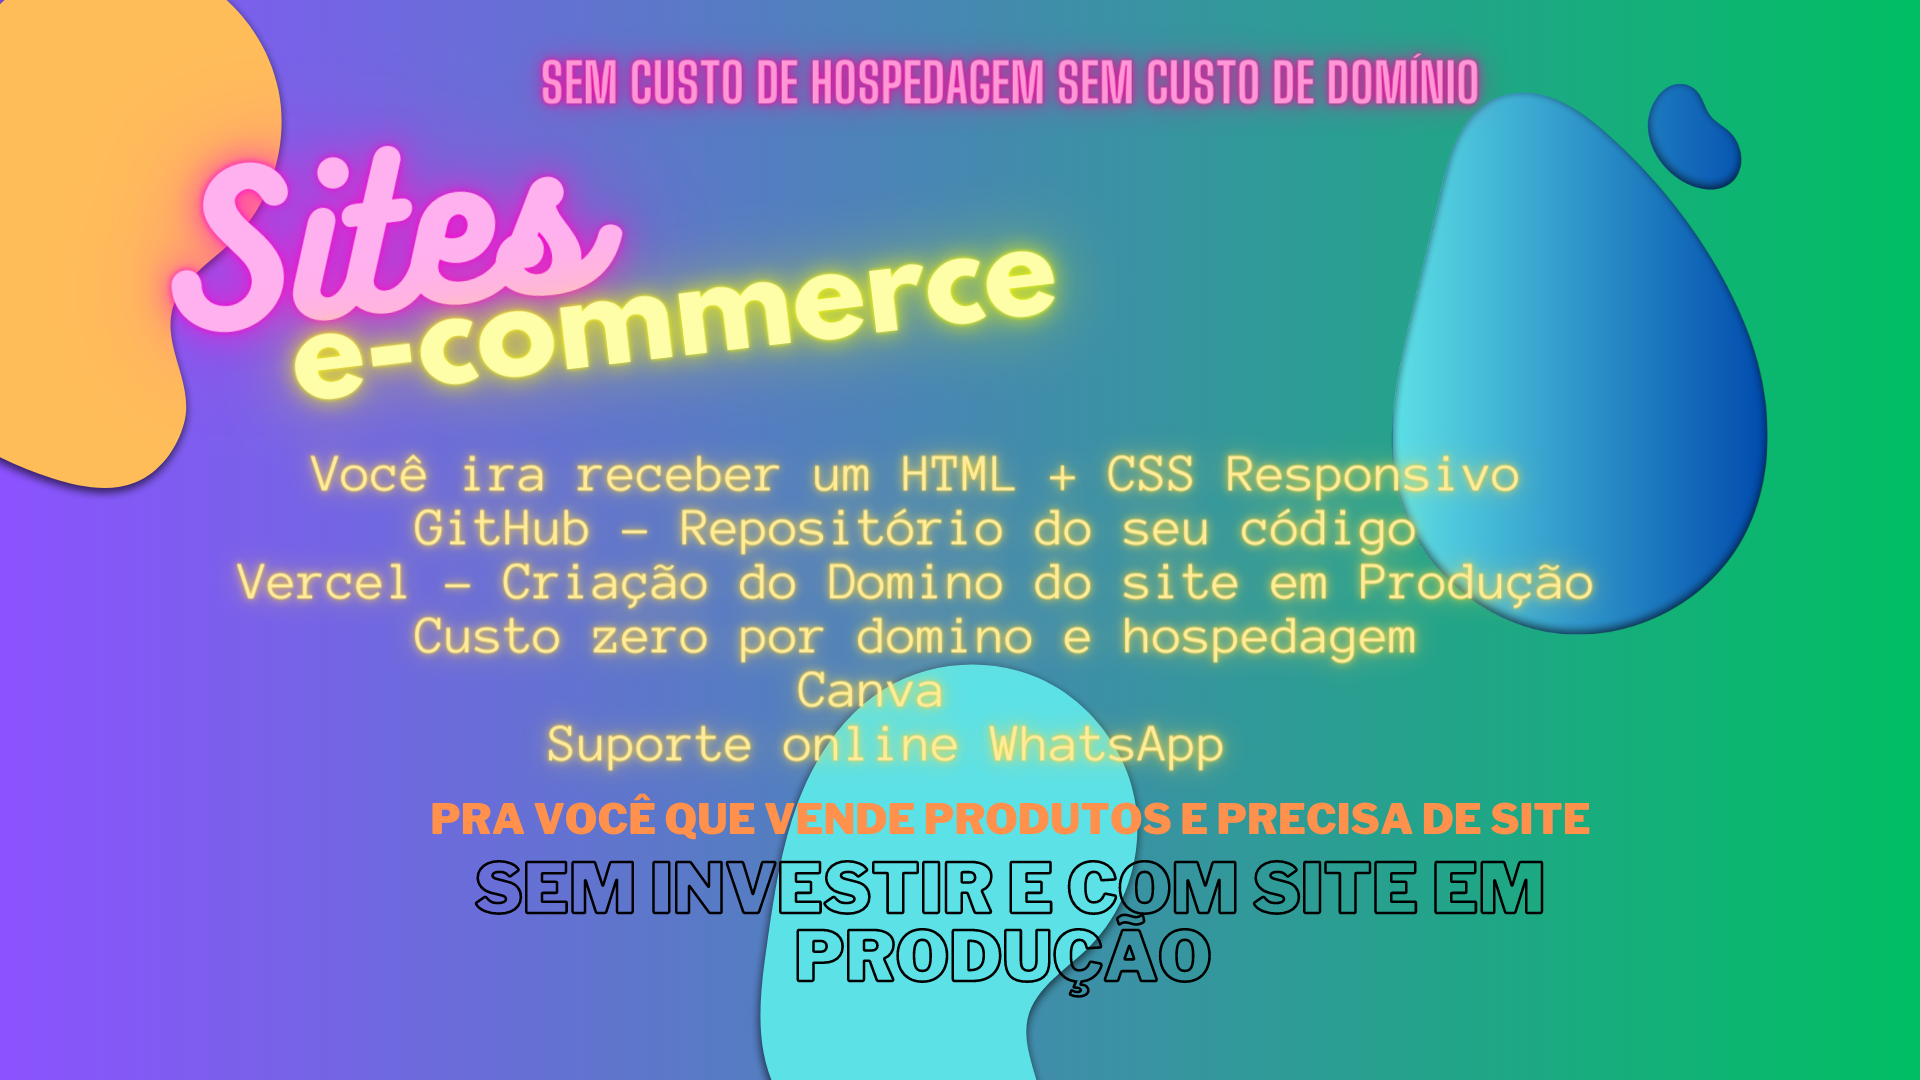 SEM CUSTO DE HOSPEDAGEM SEM CUSTO DE DOMÍNIO
Sites
e-commerce
Você ira receber um HTML + CSS Responsivo
GitHub - Repositório do seu código
Vercel - Criação do Domino do site em Produção
Custo zero por domino e hospedagem
Canva
Suporte online WhatsApp
PRA VOCÊ QUE VENDE PRODUTOS E PRECISA DE SITE
SEM INVESTIR E COM SITE EM
PRODUÇÃO